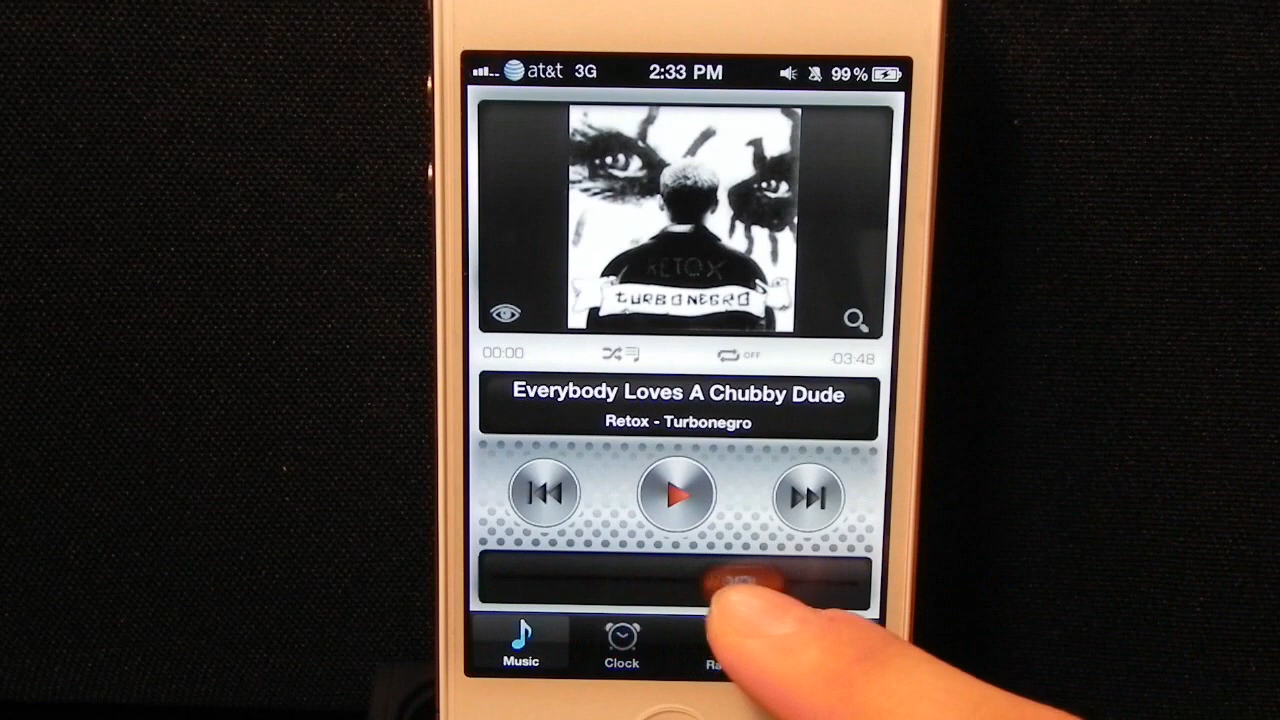 at&t 3G 2:33 PM 99%
RETOX
TURBONEGRO
00:00 OFF -03:48
Everybody Loves A Chubby Dude
Retox - Turbonegro
Music Clock Ra